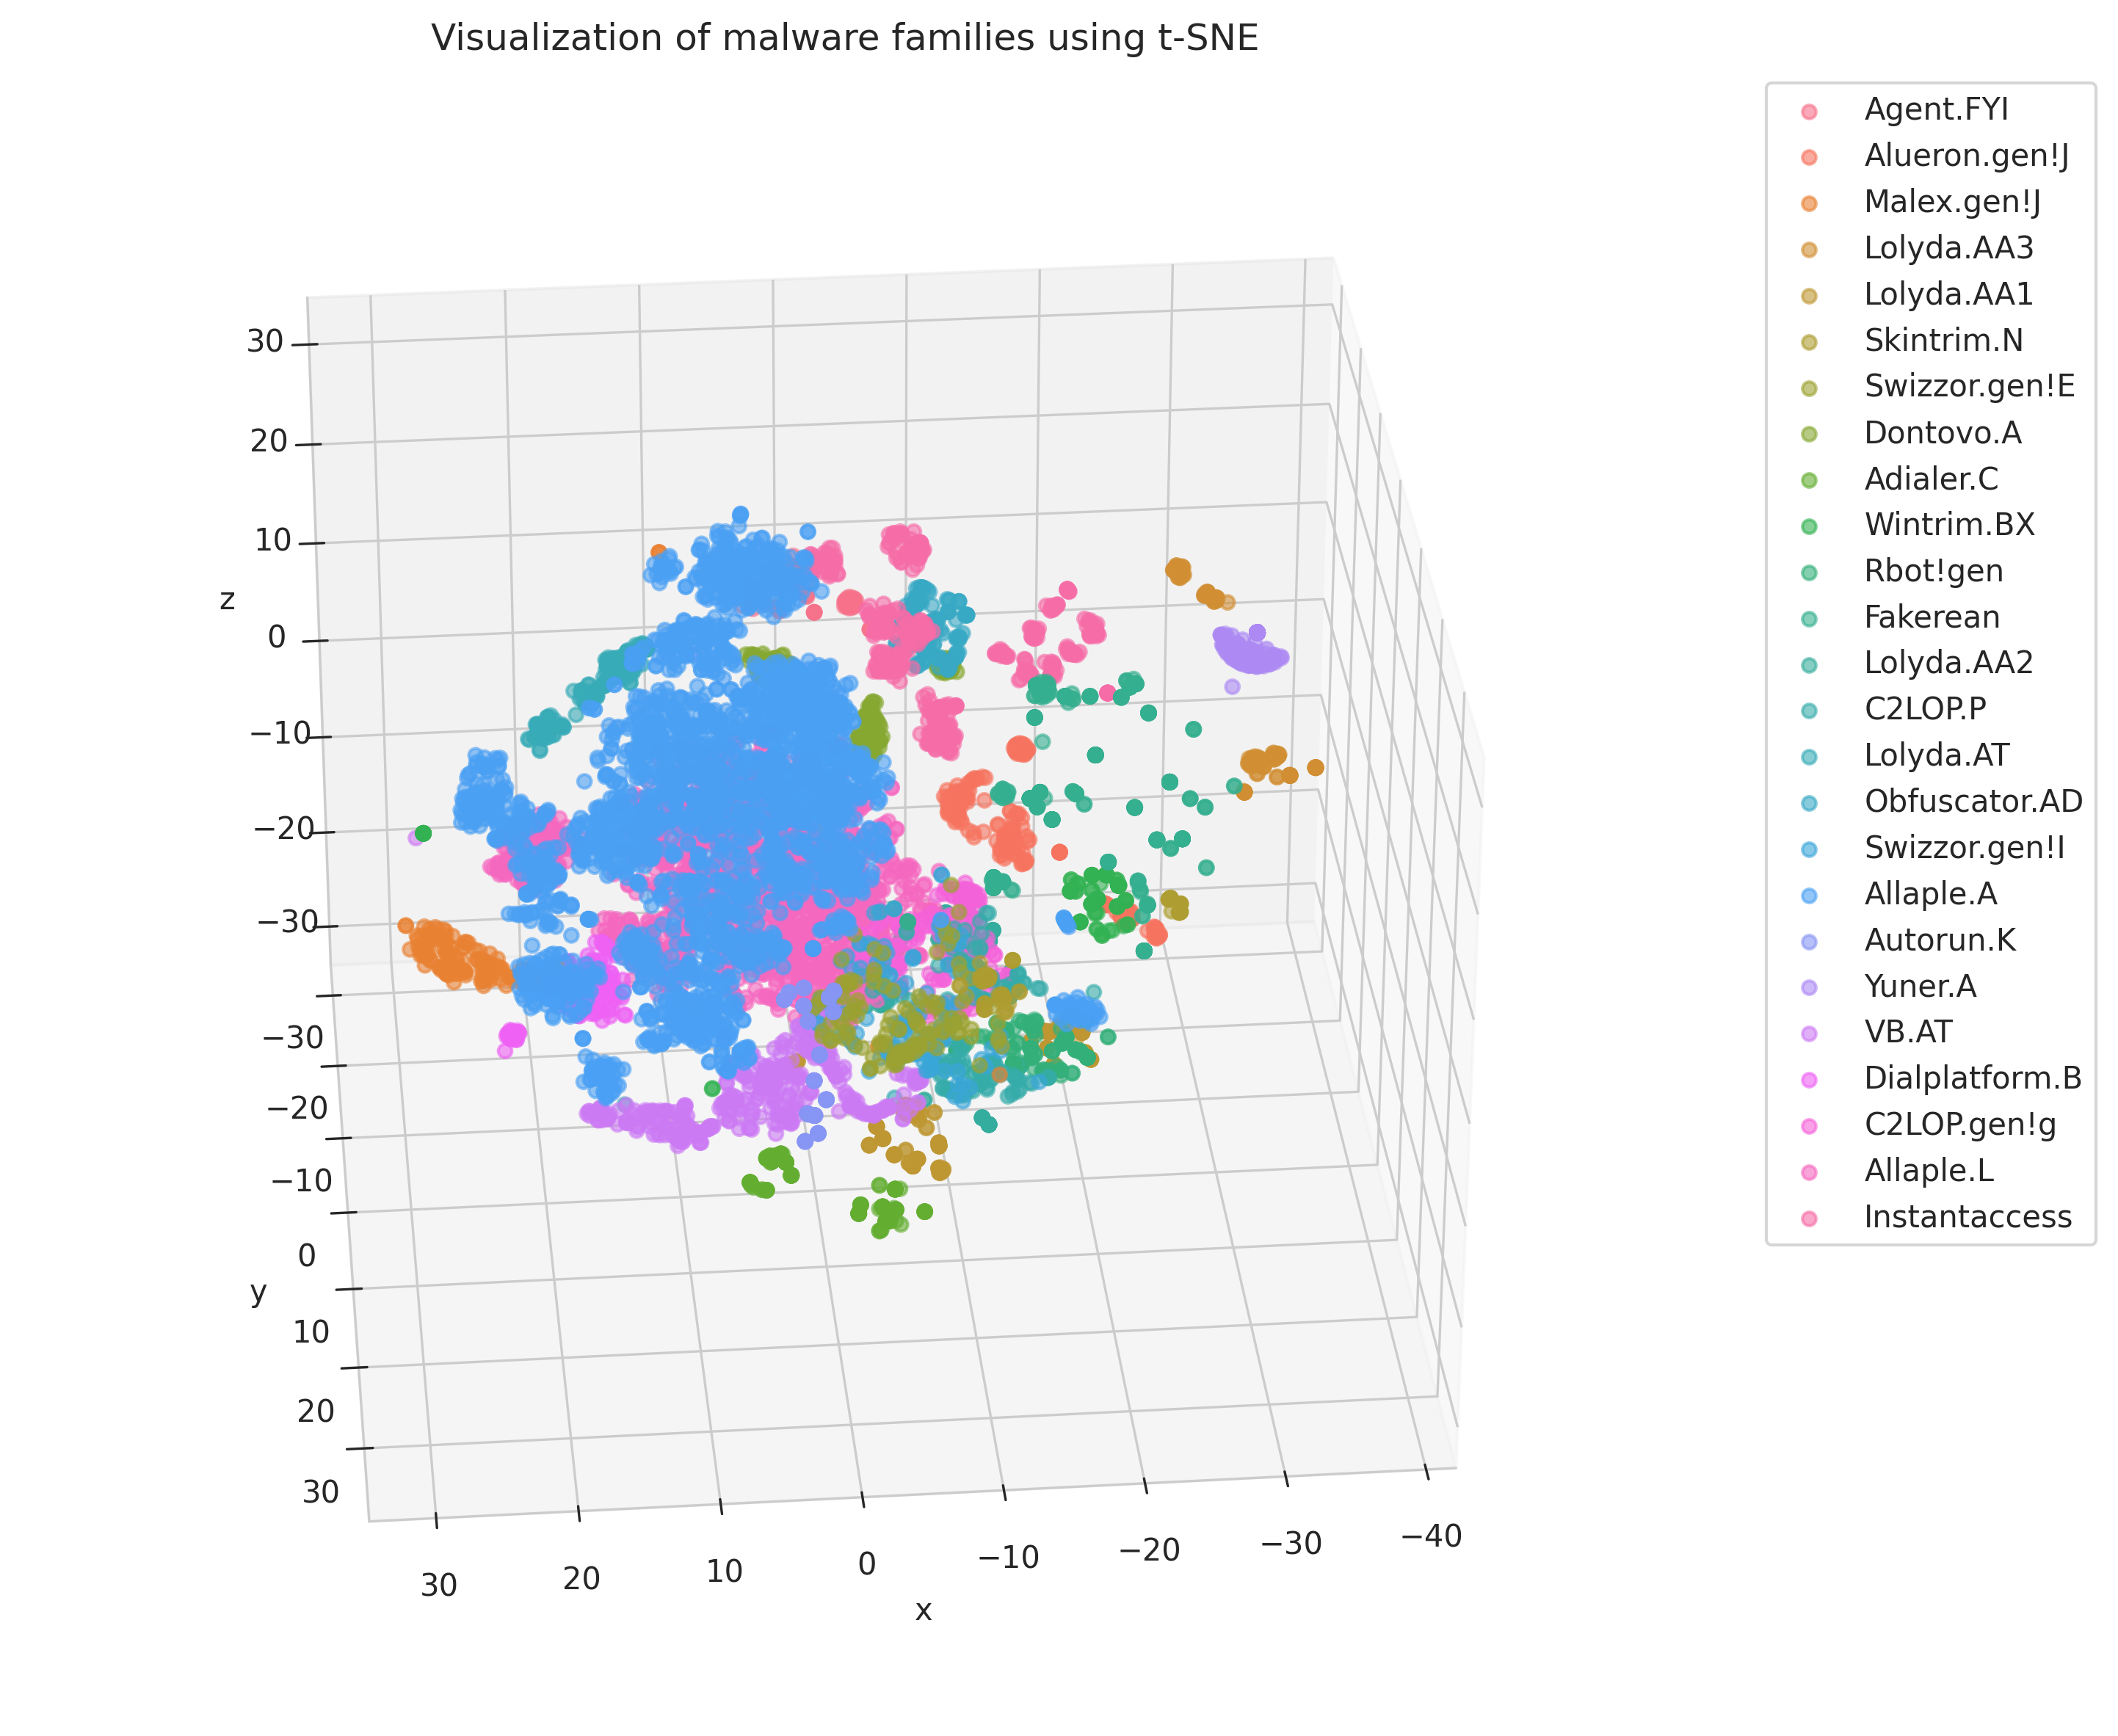 Visualization of malware families using t-SNE
Agent.FYI
Alueron.gen!J
Malex.gen!J
Lolyda.AA3
Lolyda.AA1
Skintrim.N
Swizzor.gen!E
Dontovo.A
Adialer.C
Wintrim.BX
Rbot!gen
Fakerean
Lolyda.AA2
C2LOP.P
Lolyda.AT
Obfuscator.AD
Swizzor.gen!I
Allaple.A
Autorun.K
Yuner.A
VB.AT
Dialplatform.B
C2LOP.gen!g
Allaple.L
Instantaccess
30
20
10
z
0
−10
−20
−30
−30
−20
−10
0
y
10
20
30
30
20
10
0
−10
−20
−30
−40
x